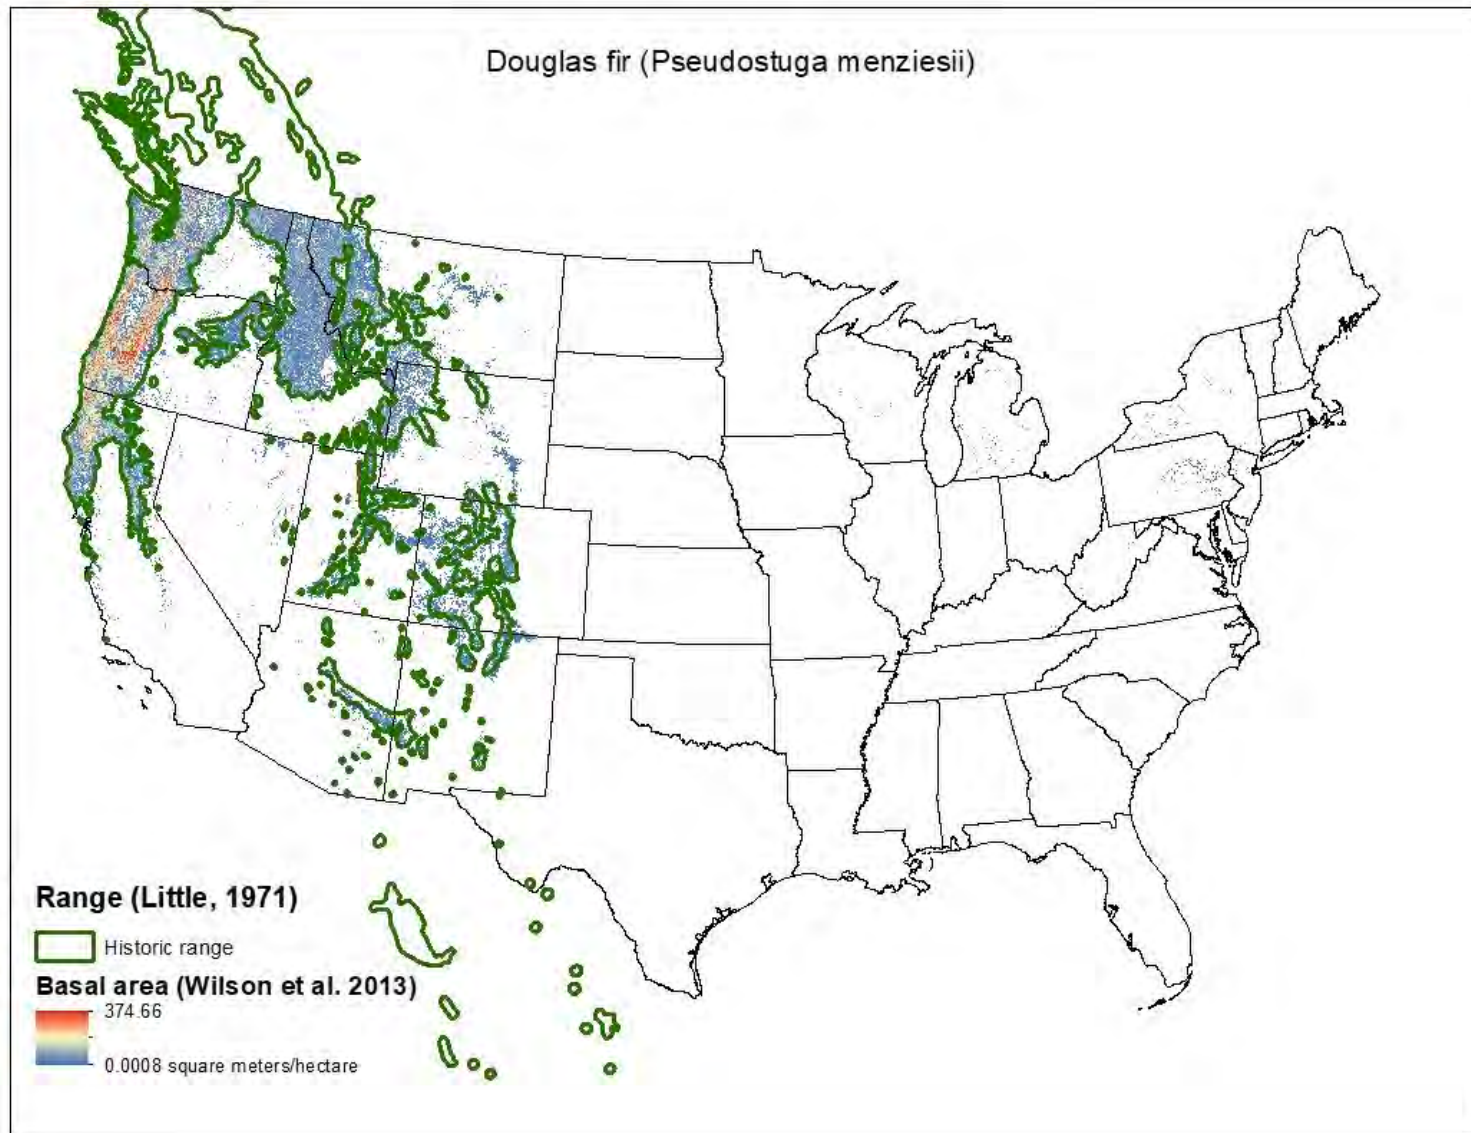 Douglas fir (Pseudostuga menziesii)
Range (Little, 1971)
Historic range
Basal area (Wilson et al. 2013)
374.66
0.0008 square meters/hectare